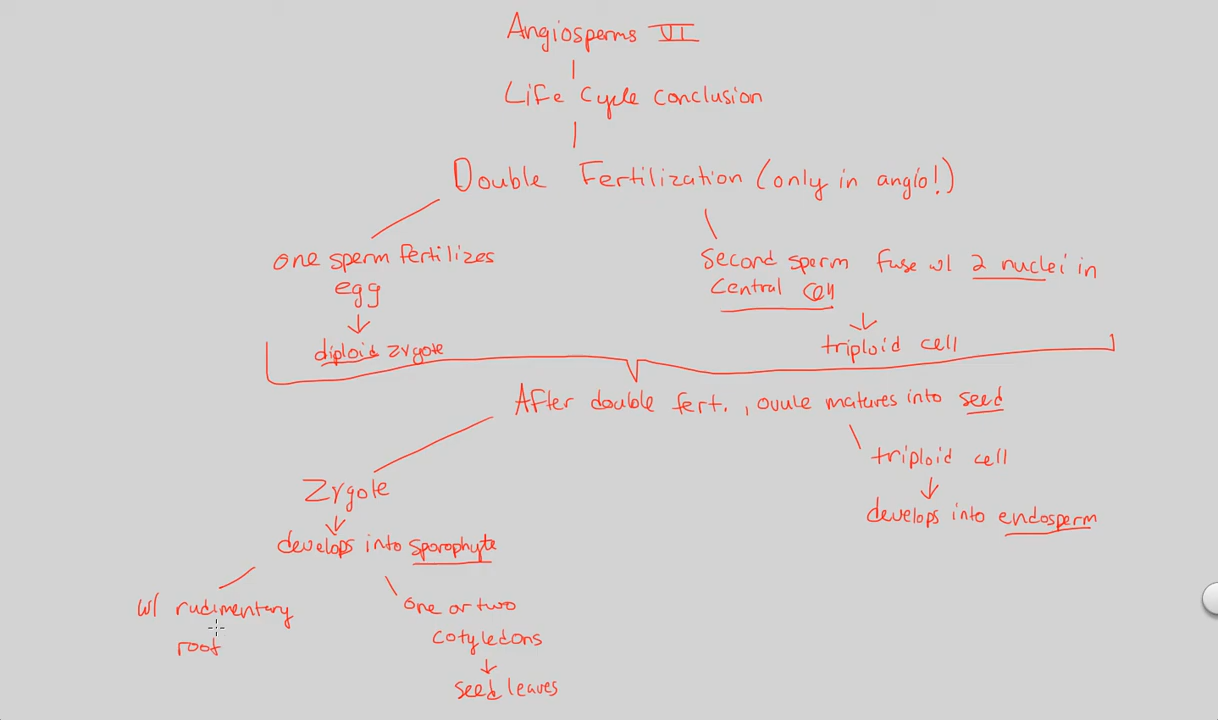 Angiosperms VI
Life Cycle Conclusion
Double Fertilization (only in angio!)
one sperm fertilizes
egg
diploid zygote
Second sperm fuse w/ 2 nuclei in
Central Cell
triploid cell
After double fert., ovule matures into seed
Zygote
develops into sporophyte
w/ rudimentary
root
one or two
cotyledons
seed leaves
triploid cell
develops into endosperm